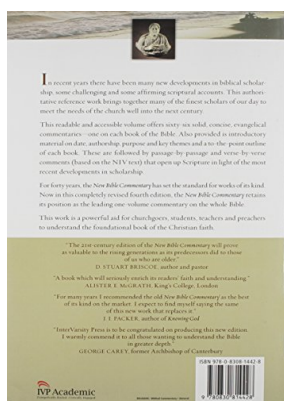 In recent years there have been many new developments in biblical scholar-
ship, some challenging and some affirming scriptural accounts. This authori-
tative reference work brings together many of the finest scholars of our day to
meet the needs of the church well into the next century.
This readable and accessible volume offers sixty-six solid, concise, evangelical
commentaries—one on each book of the Bible. Also provided is introductory
material on date, authorship, purpose and key themes and a to-the-point outline
of each book. These are followed by passage-by-passage and verse-by-verse
comments (based on the NIV text) that open up Scripture in light of the most
recent developments in scholarship.
For forty years, the New Bible Commentary has set the standard for works of its kind.
Now in this completely revised fourth edition, the New Bible Commentary retains
its position as the leading one-volume commentary on the whole Bible.
This work is a powerful aid for churchgoers, students, teachers and preachers
to understand the foundational book of the Christian faith.
"The 21st-century edition of the New Bible Commentary will prove
as valuable to the rising generations as its predecessors did to those
of us who are older."
D. STUART BRISCOE, author and pastor
"A book which will seriously enrich its readers' faith and understanding."
ALISTER E. McGRATH, King's College, London
"For many years I recommended the old New Bible Commentary as the best
of its kind on the market. I expect to find myself saying the same
of this new work that replaces it."
J. I. PACKER, author of Knowing God
"InterVarsity Press is to be congratulated on producing this new edition.
I warmly commend it to all those wanting to understand the Bible
in greater depth."
GEORGE CAREY, former Archbishop of Canterbury
IVP Academic
ISBN 978-0-8308-1442-8
9 780830 814428